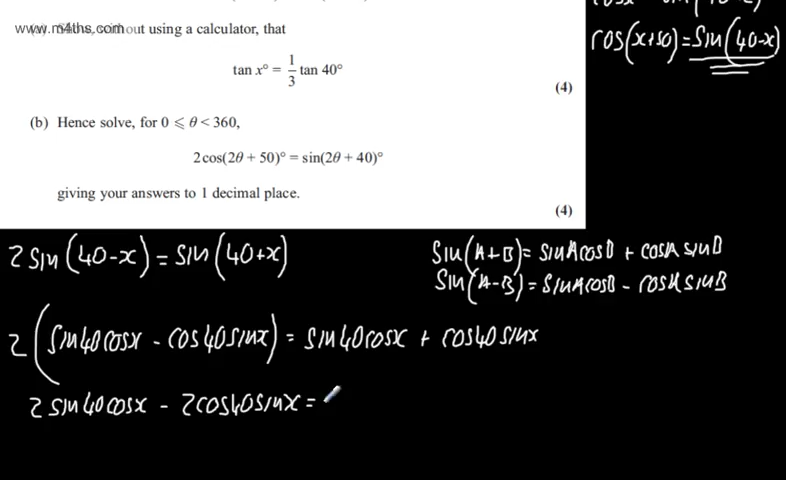 www.m4ths.com out using a calculator, that
tan x° = 1/3 tan 40°
(4)
(b) Hence solve, for 0 ⩽ θ < 360,
2cos(2θ + 50)° = sin(2θ + 40)°
giving your answers to 1 decimal place.
(4)
cos(x+50)=sin(40-x)
2sin(40-x)=sin(40+x)
sin(A+B)=sinAcosB + cosAsinB
sin(A-B)=sinAcosB - cosAsinB
2(sin40cosx - cos40sinx) = sin40cosx + cos40sinx
2sin40cosx - 2cos40sinx =